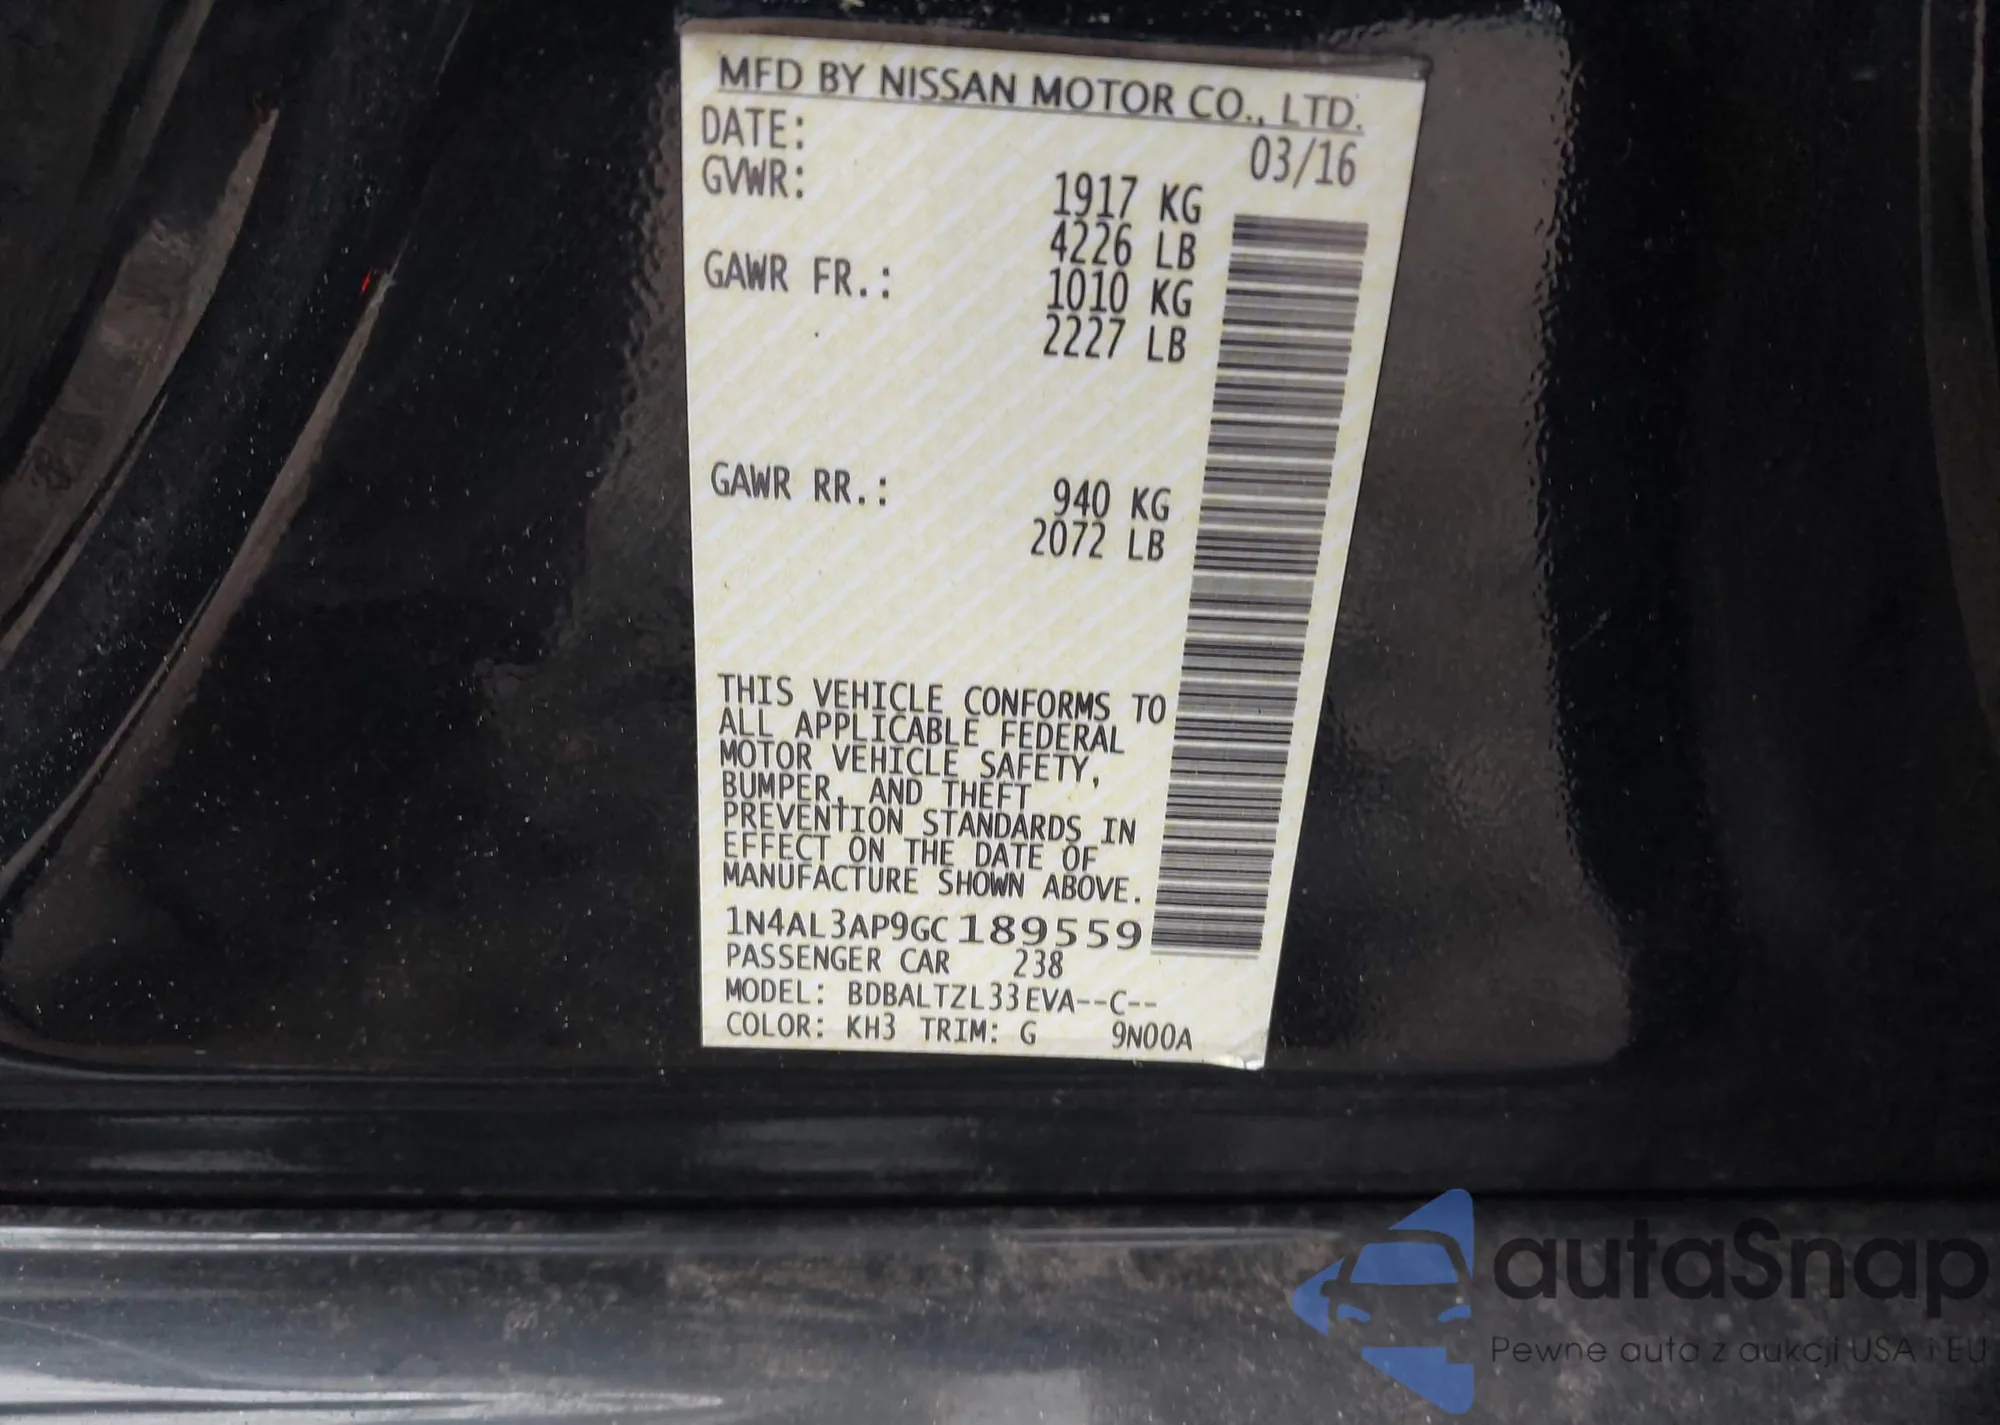 MFD BY NISSAN MOTOR CO., LTD.
DATE: 03/16
GVWR: 1917 KG
4226 LB
GAWR FR.: 1010 KG
2227 LB
GAWR RR.: 940 KG
2072 LB
THIS VEHICLE CONFORMS TO
ALL APPLICABLE FEDERAL
MOTOR VEHICLE SAFETY,
BUMPER, AND THEFT
PREVENTION STANDARDS IN
EFFECT ON THE DATE OF
MANUFACTURE SHOWN ABOVE.
1N4AL3AP9GC189559
PASSENGER CAR 238
MODEL: BDBALTZL33EVA--C--
COLOR: KH3 TRIM: G 9N00A
autaSnap
Pewne auta z aukcji USA i EU